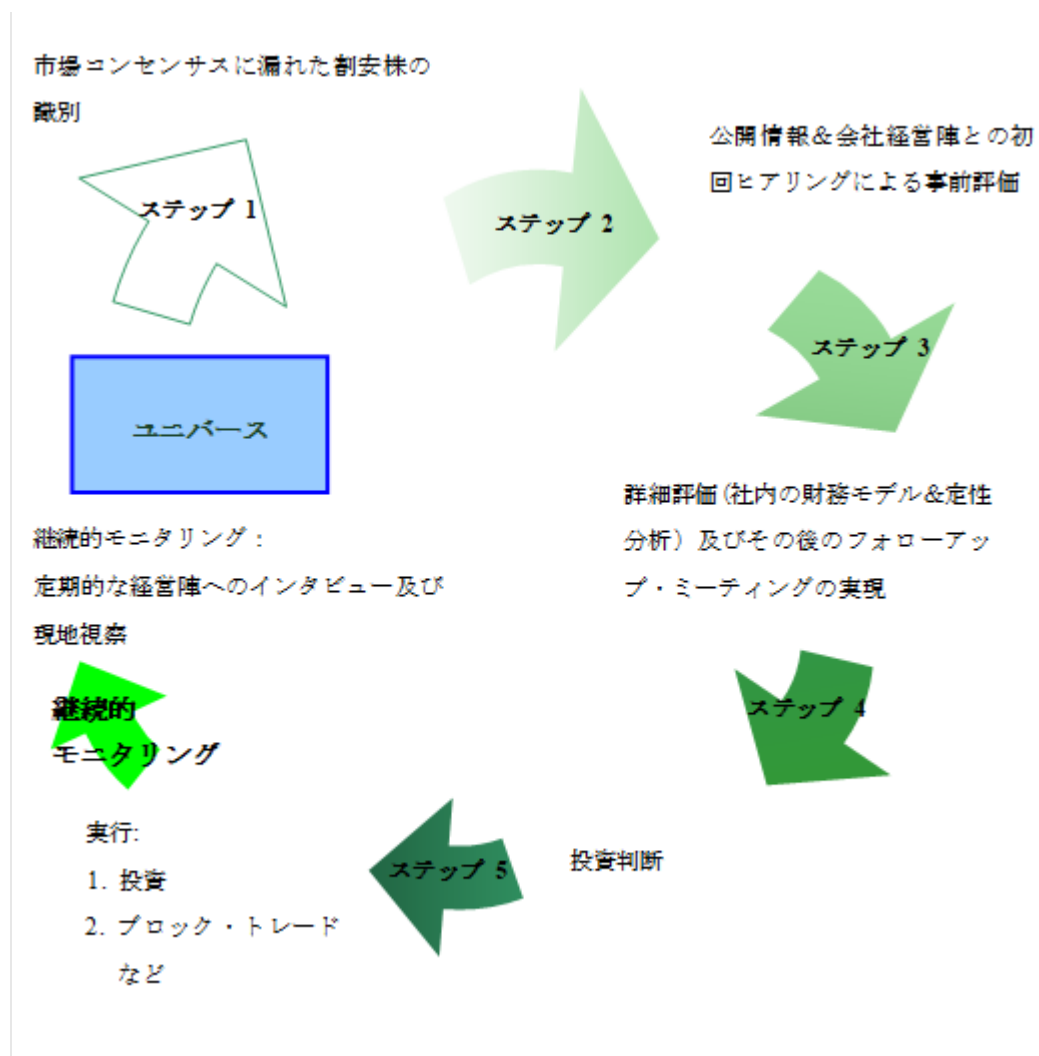 市場コンセンサスに漏れた割安株の
識別
ステップ 1
ステップ 2
公開情報＆会社経営陣との初
回ヒアリングによる事前評価
ステップ 3
ユニバース
詳細評価(社内の財務モデル＆定性
分析）及びその後のフォローアッ
プ・ミーティングの実現
ステップ 4
投資判断
ステップ 5
実行:
1. 投資
2. ブロック・トレード
など
継続的
モニタリング
継続的モニタリング：
定期的な経営陣へのインタビュー及び
現地視察